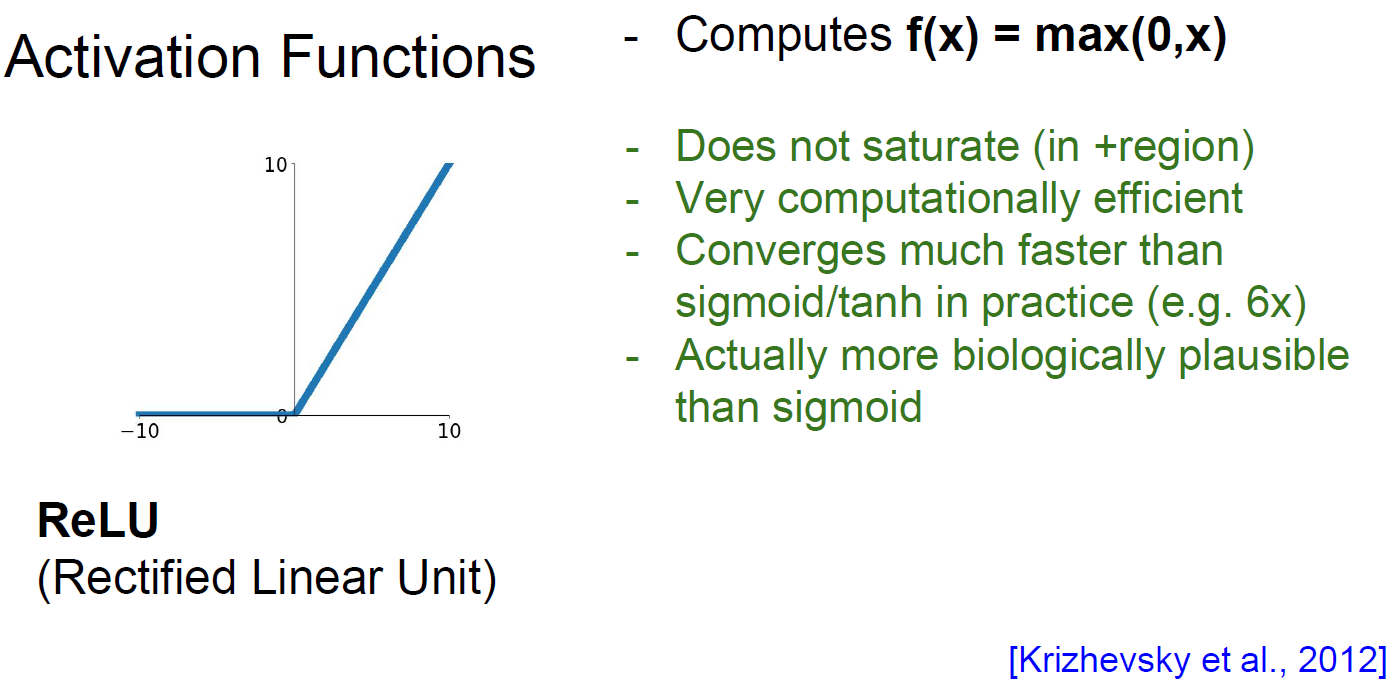 Activation Functions
- Computes f(x) = max(0,x)
- Does not saturate (in +region)
- Very computationally efficient
- Converges much faster than
sigmoid/tanh in practice (e.g. 6x)
- Actually more biologically plausible
than sigmoid
10
0
−10
10
ReLU
(Rectified Linear Unit)
[Krizhevsky et al., 2012]